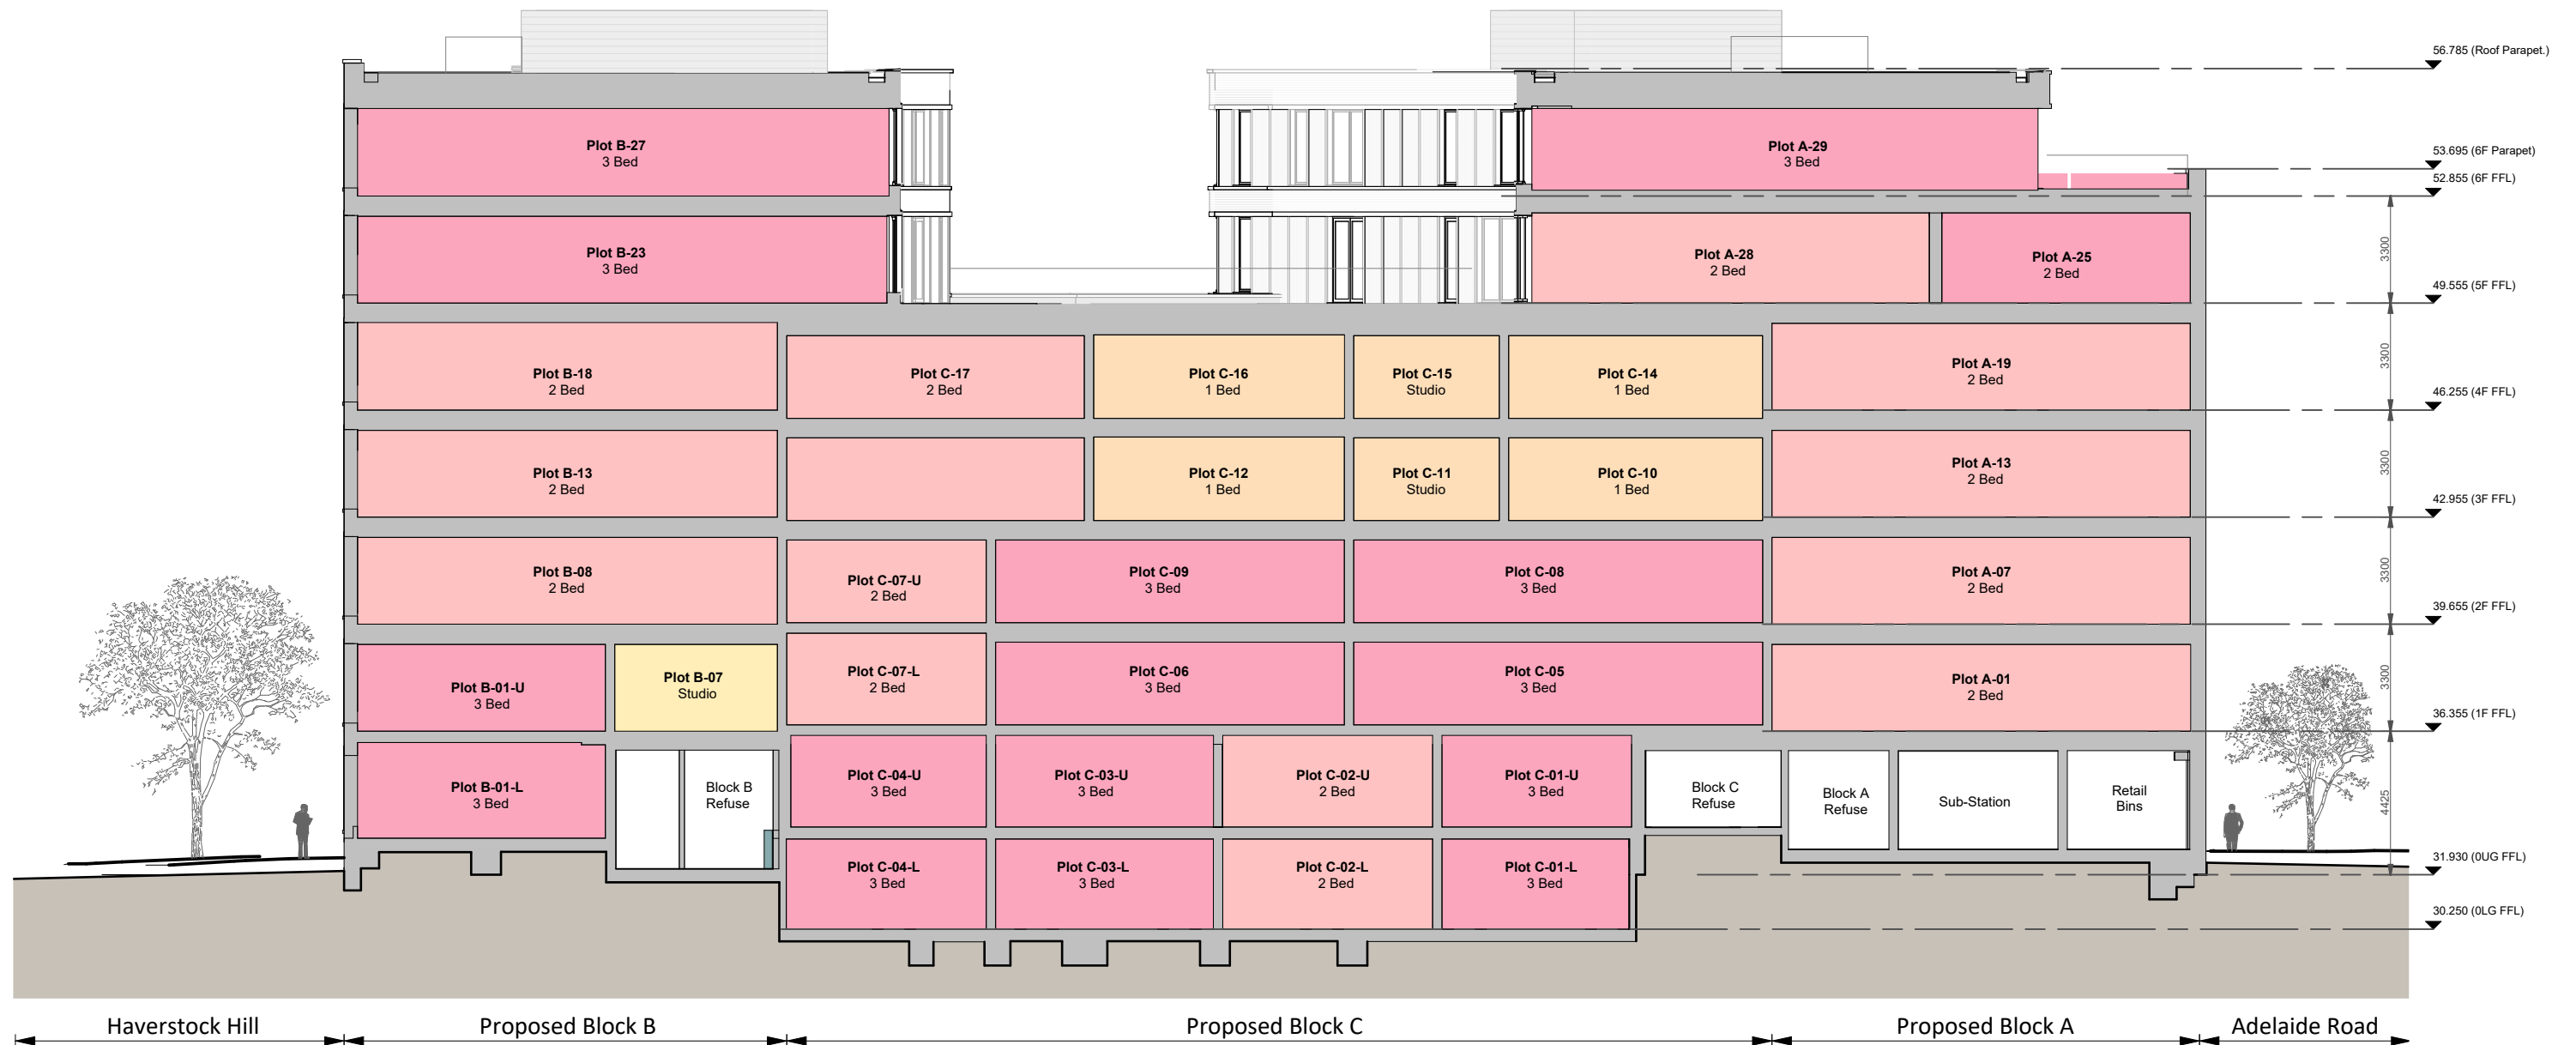 56.785 (Roof Parapet.)
Plot B-27
3 Bed
Plot A-29
3 Bed
53.695 (6F Parapet)
52.855 (6F FFL)
Plot B-23
3 Bed
Plot A-28
2 Bed
Plot A-25
2 Bed
3300
49.555 (5F FFL)
Plot B-18
2 Bed
Plot C-17
2 Bed
Plot C-16
1 Bed
Plot C-15
Studio
Plot C-14
1 Bed
Plot A-19
2 Bed
3300
46.255 (4F FFL)
Plot B-13
2 Bed
Plot C-12
1 Bed
Plot C-11
Studio
Plot C-10
1 Bed
Plot A-13
2 Bed
3300
42.955 (3F FFL)
Plot B-08
2 Bed
Plot C-07-U
2 Bed
Plot C-09
3 Bed
Plot C-08
3 Bed
Plot A-07
2 Bed
3300
39.655 (2F FFL)
Plot B-01-U
3 Bed
Plot B-07
Studio
Plot C-07-L
2 Bed
Plot C-06
3 Bed
Plot C-05
3 Bed
Plot A-01
2 Bed
3300
36.355 (1F FFL)
Plot B-01-L
3 Bed
Block B
Refuse
Plot C-04-U
3 Bed
Plot C-03-U
3 Bed
Plot C-02-U
2 Bed
Plot C-01-U
3 Bed
Block C
Refuse
Block A
Refuse
Sub-Station
Retail
Bins
4425
31.930 (0UG FFL)
Plot C-04-L
3 Bed
Plot C-03-L
3 Bed
Plot C-02-L
2 Bed
Plot C-01-L
3 Bed
30.250 (0LG FFL)
Haverstock Hill
Proposed Block B
Proposed Block C
Proposed Block A
Adelaide Road